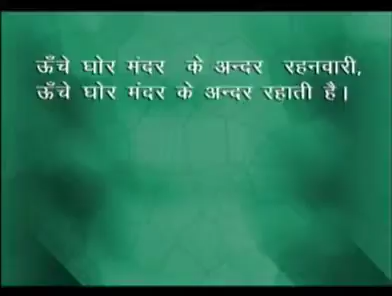 ऊँचे घोर मंदर के अन्दर रहनवारी,
ऊँचे घोर मंदर के अन्दर रहाती है।